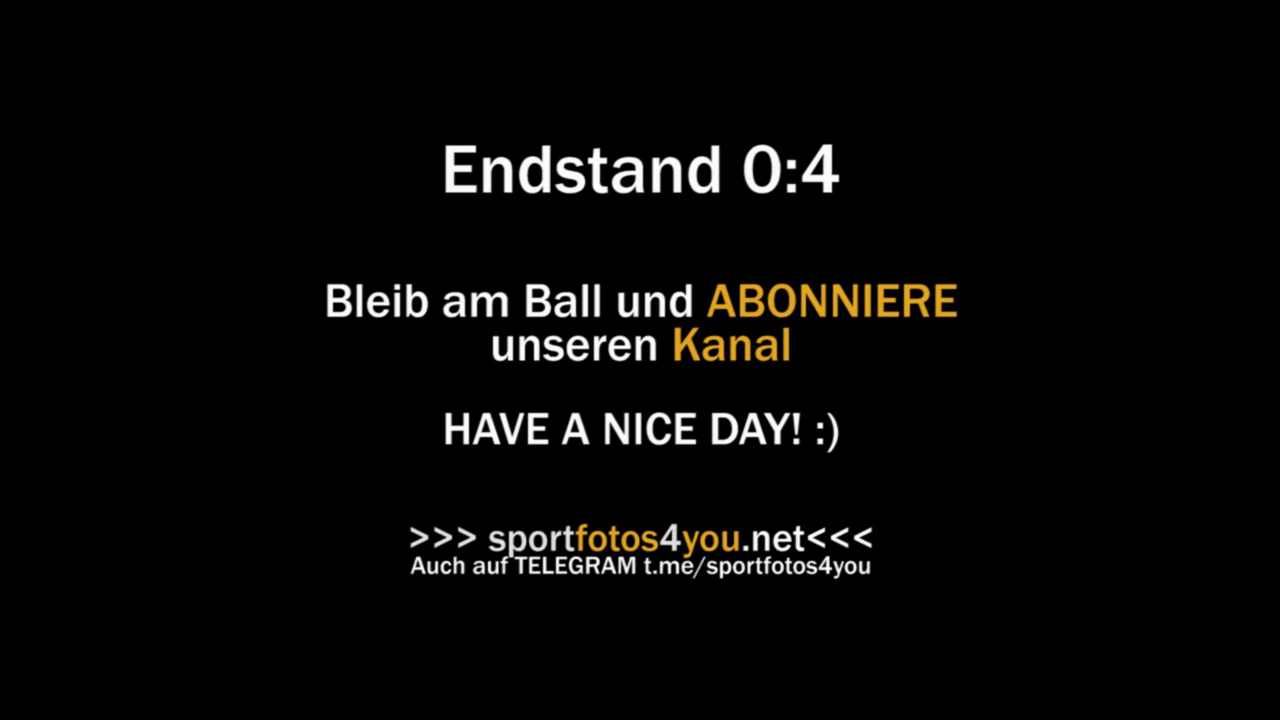 Endstand 0:4
Bleib am Ball und ABONNIERE
unseren Kanal
HAVE A NICE DAY! :)
>>> sportfotos4you.net<<<
Auch auf TELEGRAM t.me/sportfotos4you